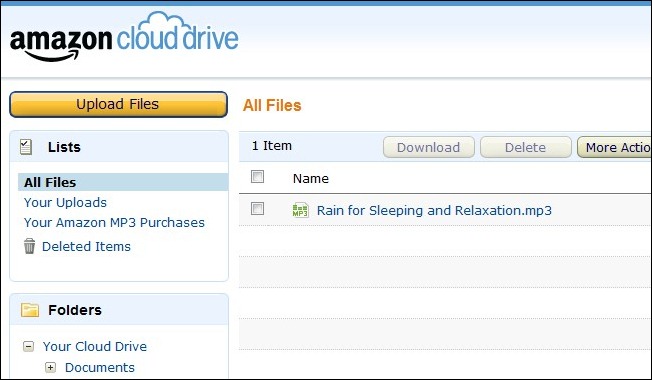 amazon cloud drive
Upload Files
All Files
Lists
1 Item
Download
Delete
More Actio
All Files
Name
Your Uploads
Your Amazon MP3 Purchases
MP3
Rain for Sleeping and Relaxation.mp3
Deleted Items
Folders
Your Cloud Drive
Documents